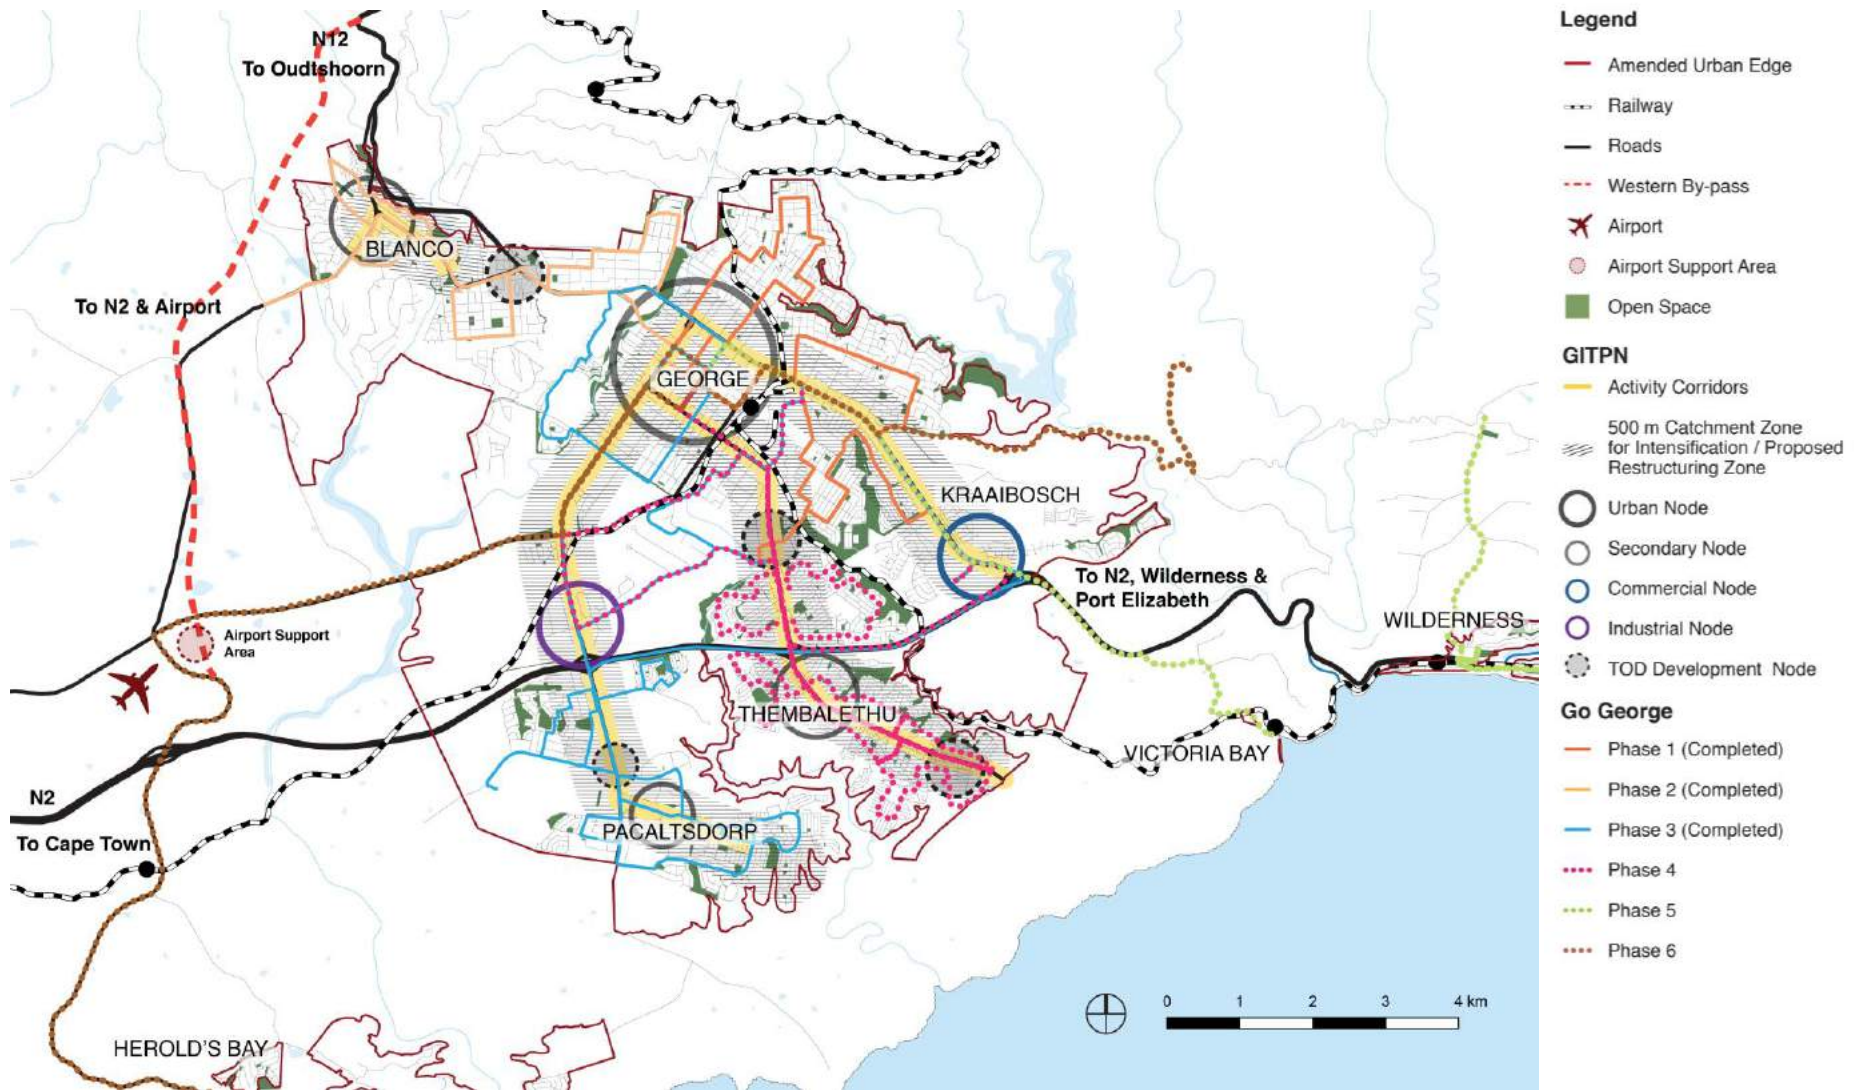 N12
To Oudtshoorn
BLANCO
To N2 & Airport
GEORGE
KRAAIBOSCH
To N2, Wilderness &
Port Elizabeth
WILDERNESS
Airport Support
Area
THEMBALETHU
VICTORIA BAY
N2
To Cape Town
PACALTSDORP
HEROLD'S BAY
0 1 2 3 4 km
Legend
Amended Urban Edge
Railway
Roads
Western By-pass
Airport
Airport Support Area
Open Space
GITPN
Activity Corridors
500 m Catchment Zone
for Intensification / Proposed
Restructuring Zone
Urban Node
Secondary Node
Commercial Node
Industrial Node
TOD Development Node
Go George
Phase 1 (Completed)
Phase 2 (Completed)
Phase 3 (Completed)
Phase 4
Phase 5
Phase 6